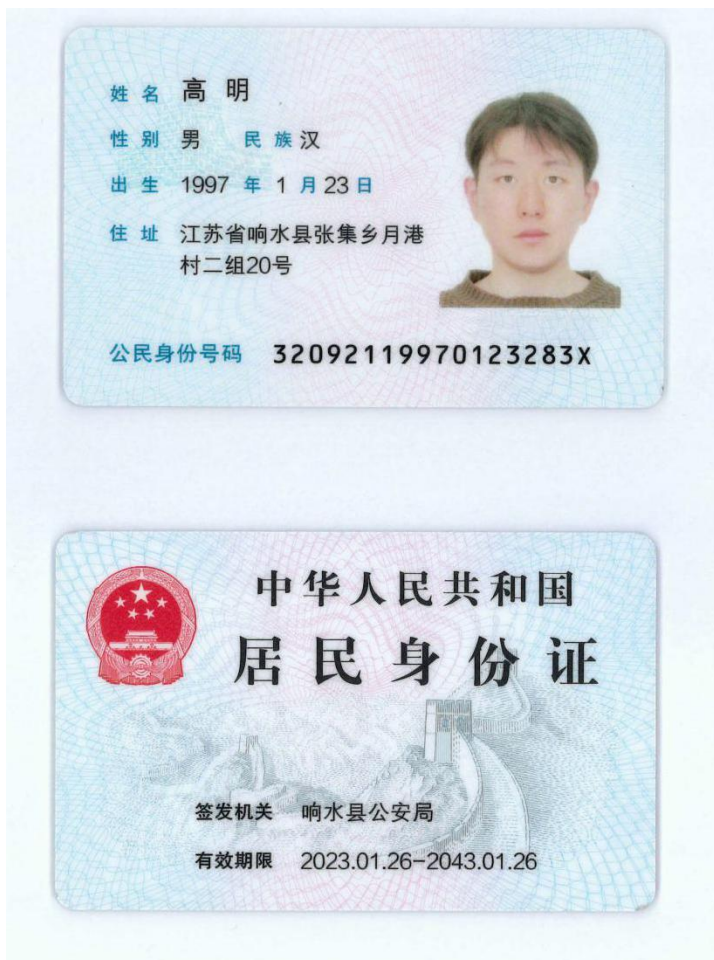 姓名 高明
性别 男 民族 汉
出生 1997 年 1 月 23 日
住址 江苏省响水县张集乡月港
村二组20号
公民身份号码 32092119970123283X
中华人民共和国
居民身份证
签发机关 响水县公安局
有效期限 2023.01.26-2043.01.26